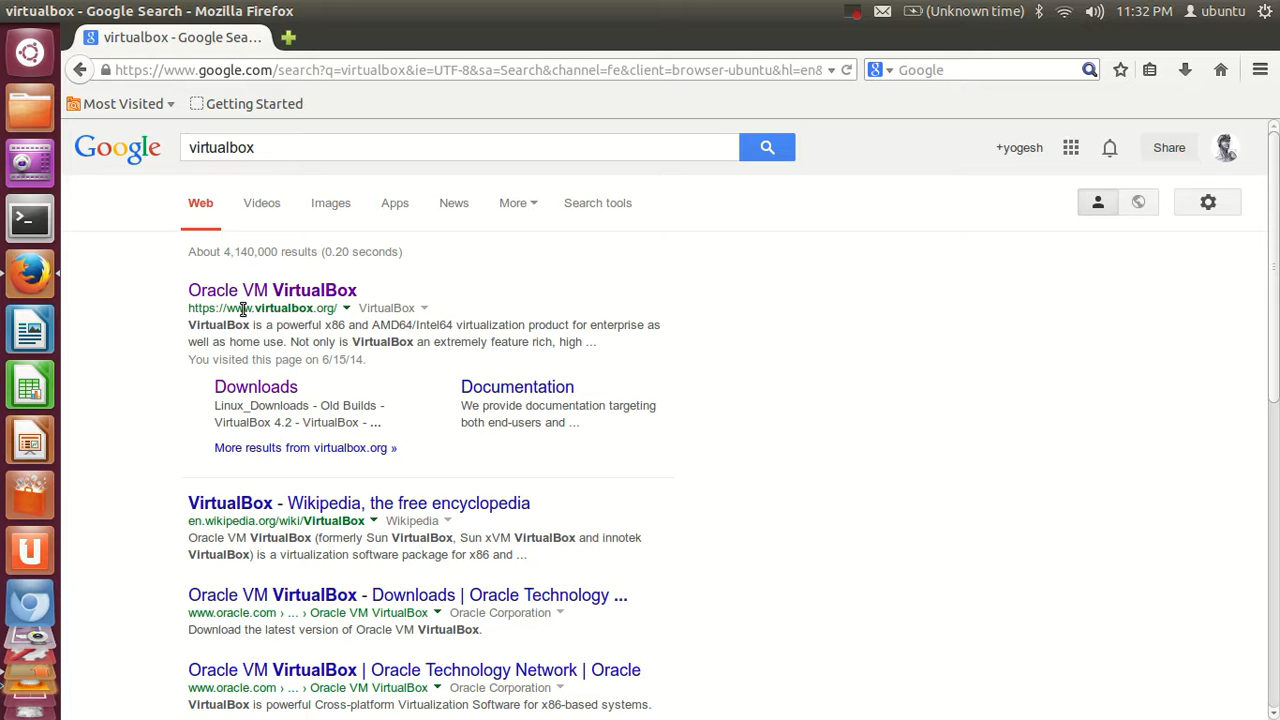 virtualbox - Google Search - Mozilla Firefox
(Unknown time) 11:32 PM ubuntu
virtualbox - Google Sea...
https://www.google.com/search?q=virtualbox&ie=UTF-8&sa=Search&channel=fe&client=browser-ubuntu&hl=en&
Google
Most Visited Getting Started
Google virtualbox +yogesh Share
Web Videos Images Apps News More Search tools
About 4,140,000 results (0.20 seconds)
Oracle VM VirtualBox
https://www.virtualbox.org/ VirtualBox
VirtualBox is a powerful x86 and AMD64/Intel64 virtualization product for enterprise as
well as home use. Not only is VirtualBox an extremely feature rich, high ...
You visited this page on 6/15/14.
Downloads
Linux_Downloads - Old Builds -
VirtualBox 4.2 - VirtualBox - ...
Documentation
We provide documentation targeting
both end-users and ...
More results from virtualbox.org »
VirtualBox - Wikipedia, the free encyclopedia
en.wikipedia.org/wiki/VirtualBox Wikipedia
Oracle VM VirtualBox (formerly Sun VirtualBox, Sun xVM VirtualBox and innotek
VirtualBox) is a virtualization software package for x86 and ...
Oracle VM VirtualBox - Downloads | Oracle Technology ...
www.oracle.com › ... › Oracle VM VirtualBox Oracle Corporation
Download the latest version of Oracle VM VirtualBox.
Oracle VM VirtualBox | Oracle Technology Network | Oracle
www.oracle.com › ... › Oracle VM VirtualBox Oracle Corporation
VirtualBox is powerful Cross-platform Virtualization Software for x86-based systems.